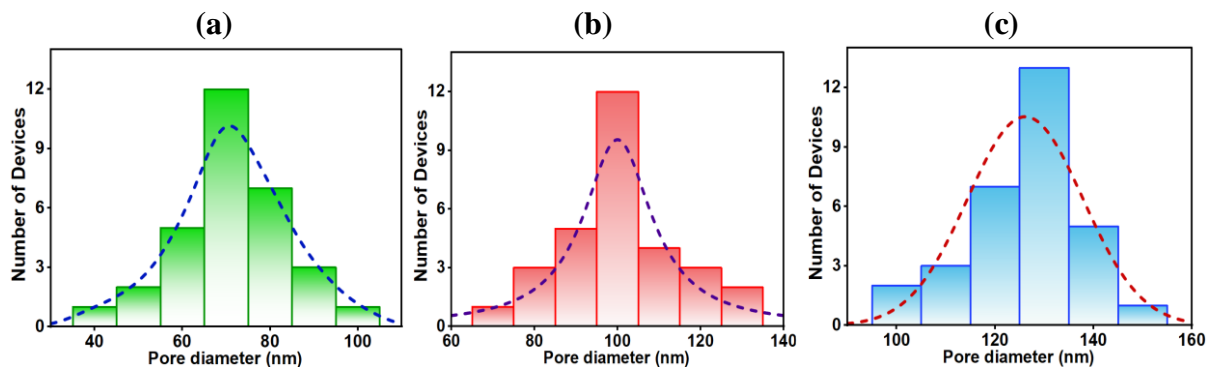 (a)
(b)
(c)
Number of Devices
12
9
6
3
0
40 60 80 100
Pore diameter (nm)
Number of Devices
12
9
6
3
0
60 80 100 120 140
Pore diameter (nm)
Number of Devices
12
9
6
3
0
100 120 140 160
Pore diameter (nm)